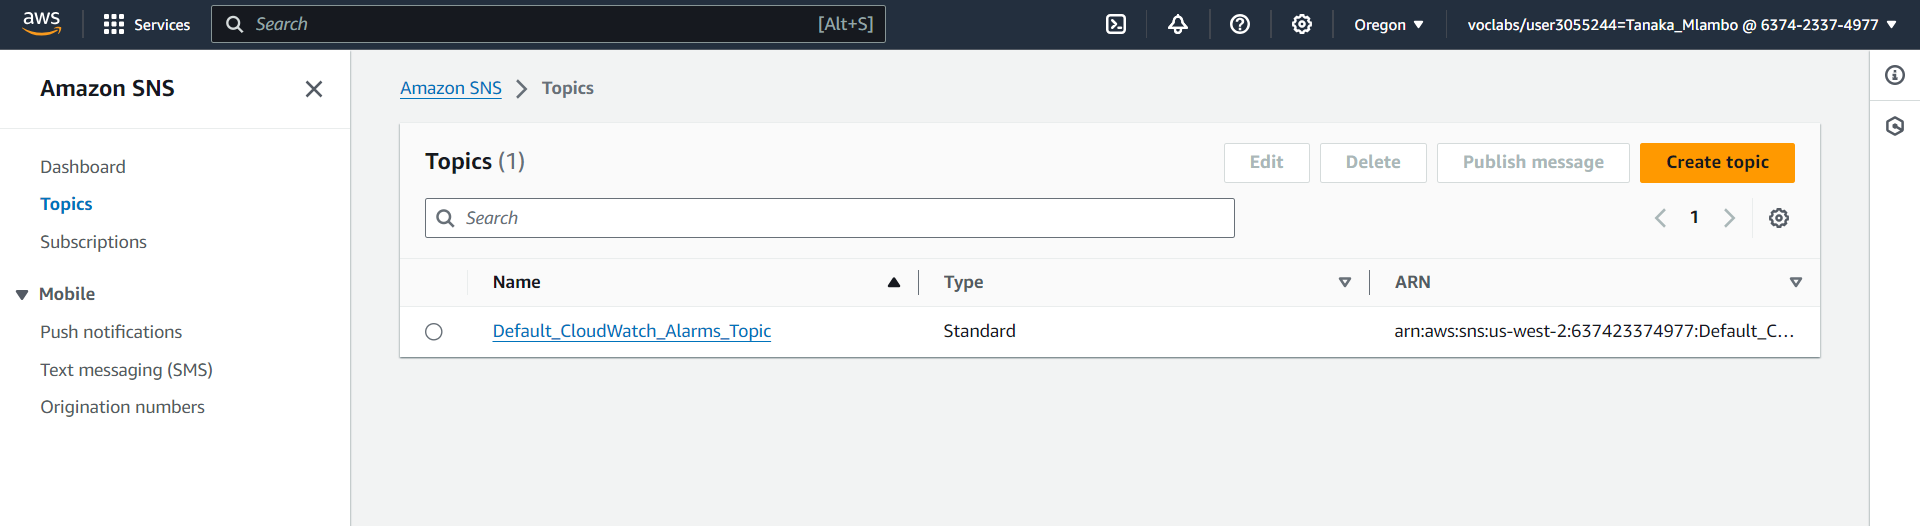 aws
Services
Search
[Alt+S]
Oregon
voclabs/user3055244=Tanaka_Mlambo @ 6374-2337-4977
Amazon SNS
Dashboard
Topics
Subscriptions
Mobile
Push notifications
Text messaging (SMS)
Origination numbers
Amazon SNS
Topics
Topics (1)
Edit
Delete
Publish message
Create topic
Search
1
Name
Type
ARN
Default_CloudWatch_Alarms_Topic
Standard
arn:aws:sns:us-west-2:637423374977:Default_C...